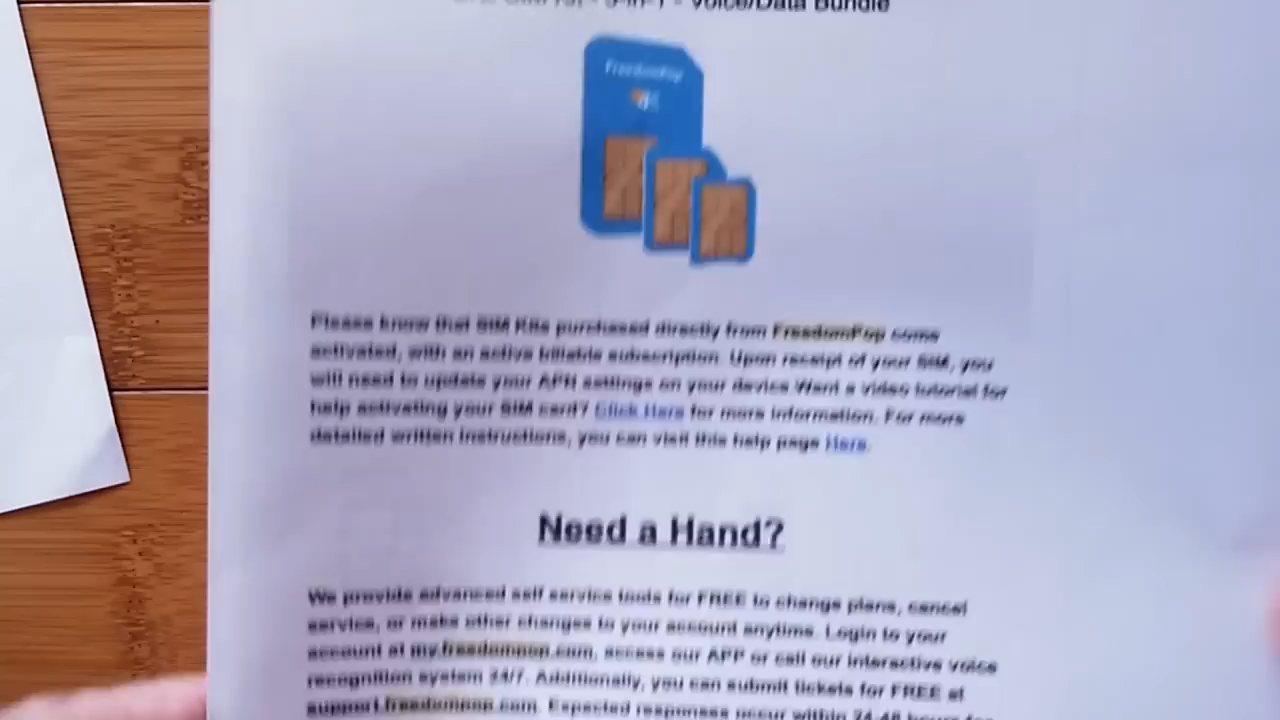 Voice/Data Bundle
FreedomPop
Please know that SIM Kits purchased directly from FreedomPop come
activated, with an active billable subscription. Upon receipt of your SIM, you
will need to update your APN settings on your device Want a video tutorial for
help activating your SIM card? Click Here for more information. For more
detailed written instructions, you can visit this help page Here.
Need a Hand?
We provide advanced self service tools for FREE to change plans, cancel
service, or make other changes to your account anytime. Login to your
account at my.freedompop.com, access our APP or call our interactive voice
recognition system 24/7. Additionally, you can submit tickets for FREE at
support.freedompop.com. Expected responses occur within 24-48 hours for